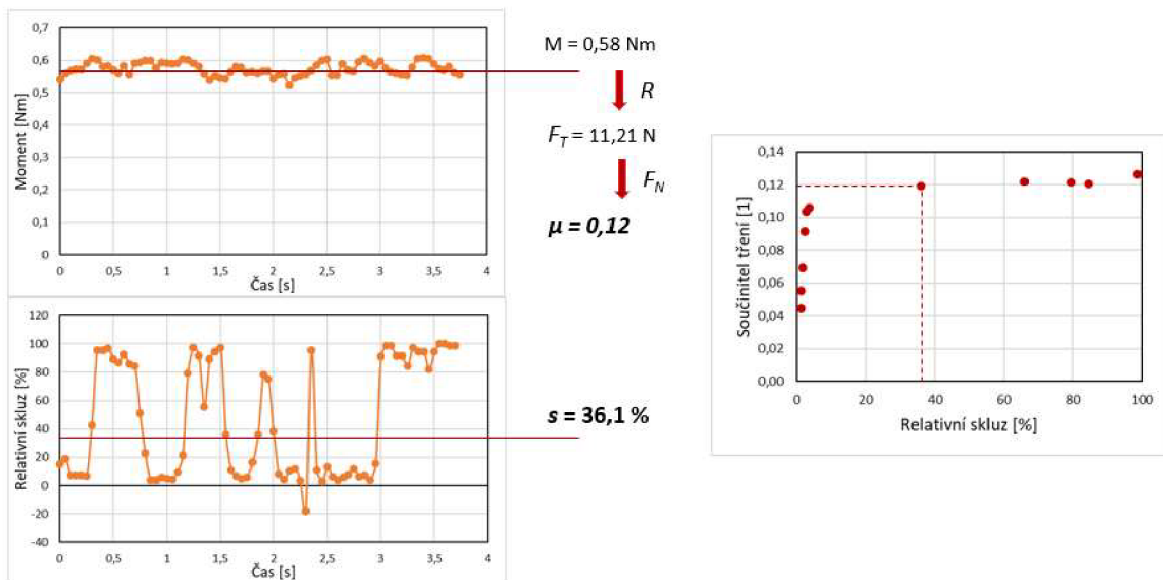 0,7
0,6
0,5
0,4
0,3
0,2
0,1
0
Moment [Nm]
0 0,5 1 1,5 2 2,5 3 3,5 4
Čas [s]
M = 0,58 Nm
R
F_T = 11,21 N
F_N
μ = 0,12
120
100
80
60
40
20
0
-20
-40
Relativní skluz [%]
0 0,5 1 1,5 2 2,5 3 3,5 4
Čas [s]
s = 36,1 %
0,14
0,12
0,10
0,08
0,06
0,04
0,02
0,00
Součinitel tření [1]
0 20 40 60 80 100
Relativní skluz [%]